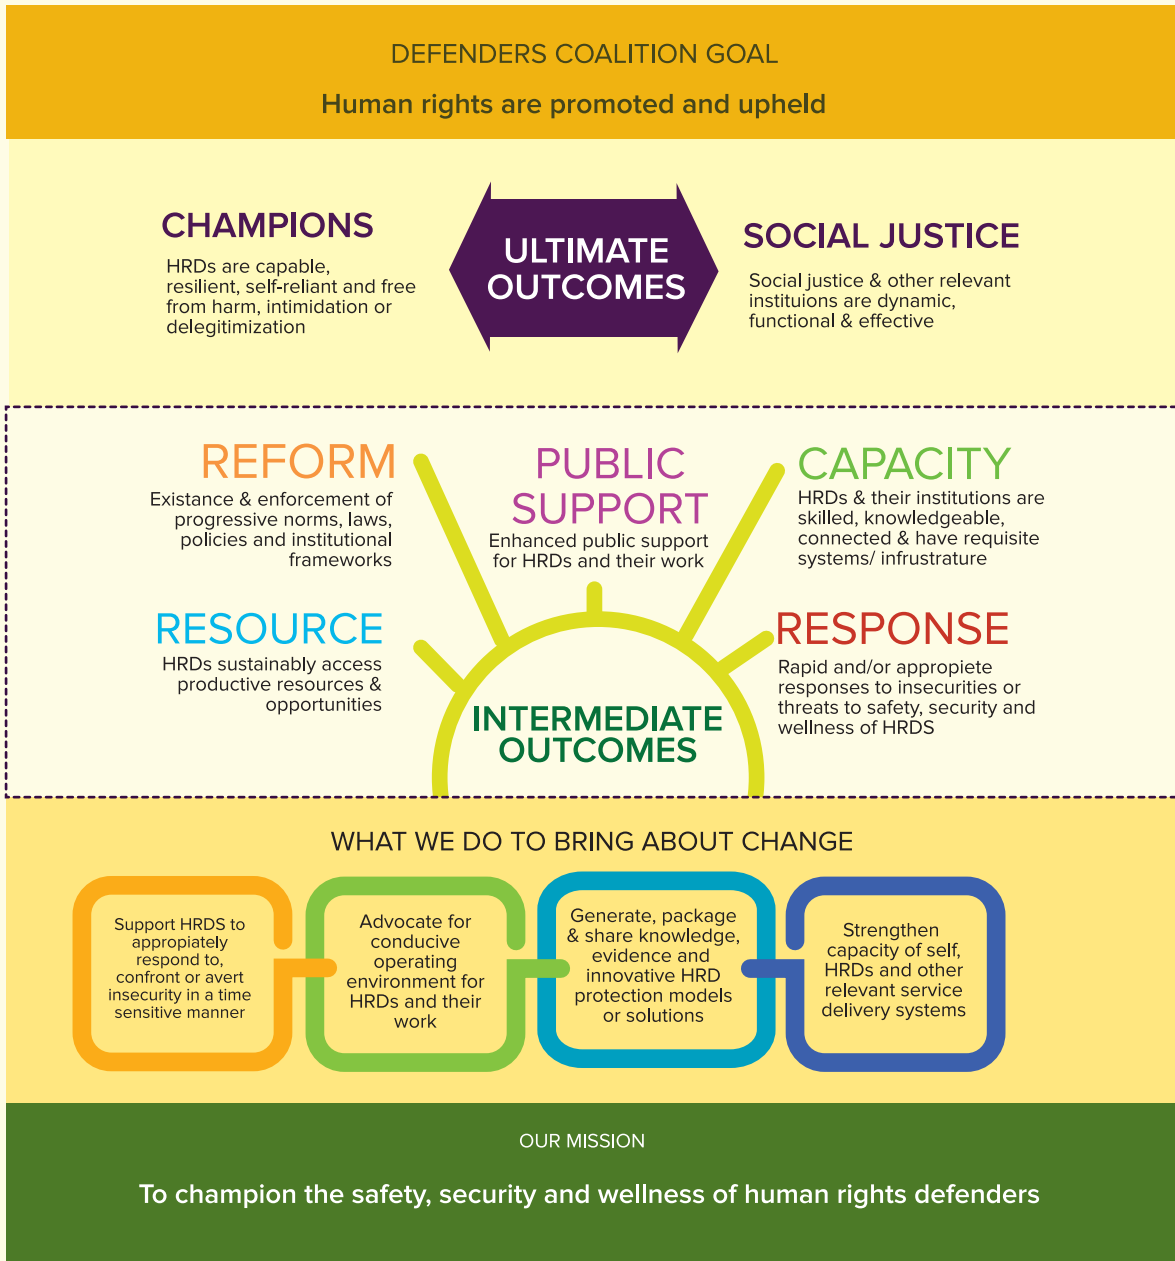 DEFENDERS COALITION GOAL
Human rights are promoted and upheld
CHAMPIONS
HRDs are capable,
resilient, self-reliant and free
from harm, intimidation or
delegitimization
ULTIMATE
OUTCOMES
SOCIAL JUSTICE
Social justice & other relevant
instituions are dynamic,
functional & effective
REFORM
Existance & enforcement of
progressive norms, laws,
policies and institutional
frameworks
PUBLIC
SUPPORT
Enhanced public support
for HRDs and their work
CAPACITY
HRDs & their institutions are
skilled, knowledgeable,
connected & have requisite
systems/ infrustrature
RESOURCE
HRDs sustainably access
productive resources &
opportunities
RESPONSE
Rapid and/or appropiete
responses to insecurities or
threats to safety, security and
wellness of HRDS
INTERMEDIATE
OUTCOMES
WHAT WE DO TO BRING ABOUT CHANGE
Support HRDS to
appropiately
respond to,
confront or avert
insecurity in a time
sensitive manner
Advocate for
conducive
operating
environment for
HRDs and their
work
Generate, package
& share knowledge,
evidence and
innovative HRD
protection models
or solutions
Strengthen
capacity of self,
HRDs and other
relevant service
delivery systems
OUR MISSION
To champion the safety, security and wellness of human rights defenders